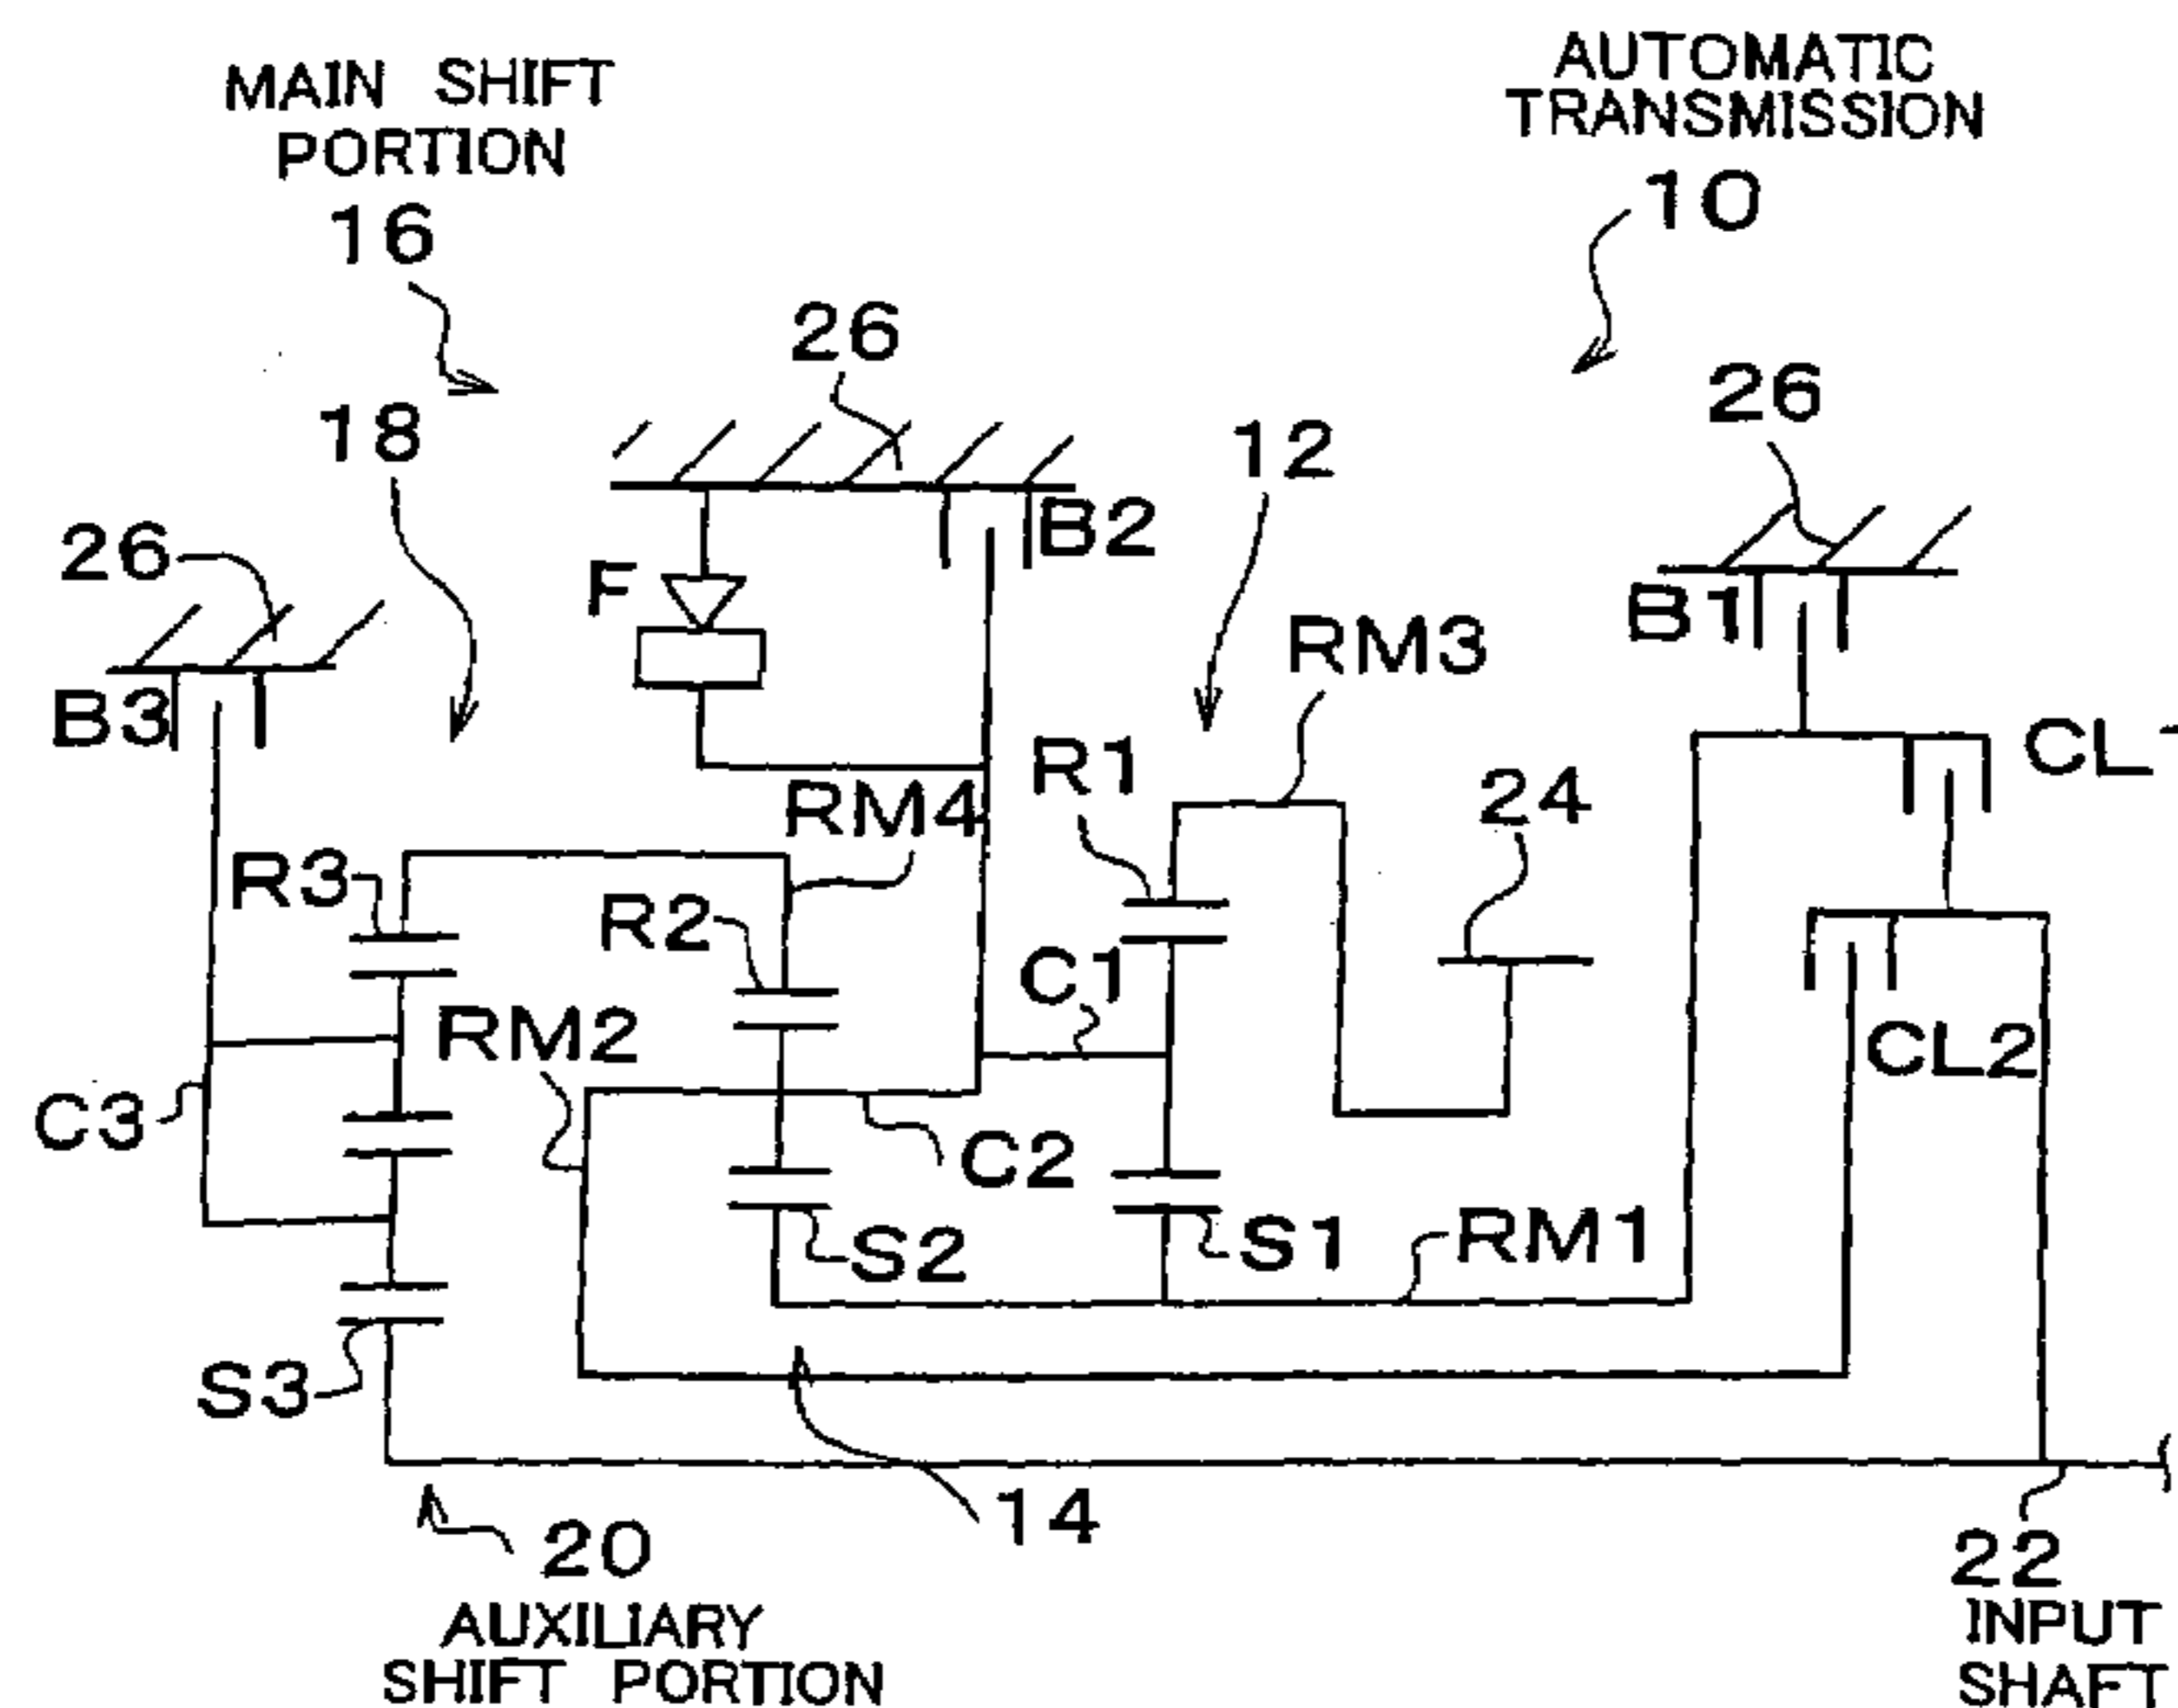 MAIN SHIFT
PORTION
16
AUTOMATIC
TRANSMISSION
10
26
26
18
12
26
B2
F
B1
RM3
B3
CL1
R1
24
RM4
R3
R2
C1
RM2
CL2
C3
C2
S2
S1
RM1
S3
14
20
AUXILIARY
SHIFT PORTION
22
INPUT
SHAFT